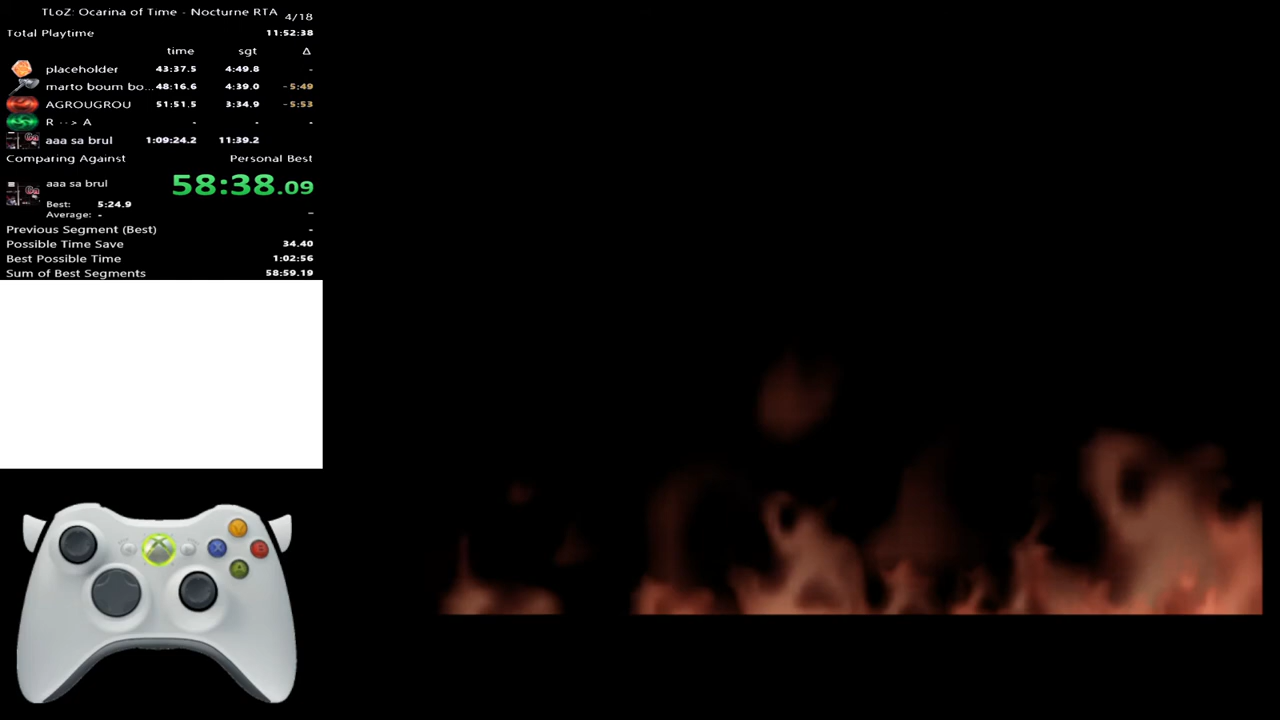 TLoZ: Ocarina of Time - Nocturne RTA 4/18
Total Playtime 11:52:38
time sgt Δ
placeholder 43:37.5 4:49.8 -
marto boum bo... 48:16.6 4:39.0 -5:49
AGROUGROU 51:51.5 3:34.9 -5:53
R --> A - - -
aaa sa brul 1:09:24.2 11:39.2
Comparing Against Personal Best
aaa sa brul 58:38.09
Best: 5:24.9
Average: - -
Previous Segment (Best) -
Possible Time Save 34.40
Best Possible Time 1:02:56
Sum of Best Segments 58:59.19
X Y B A